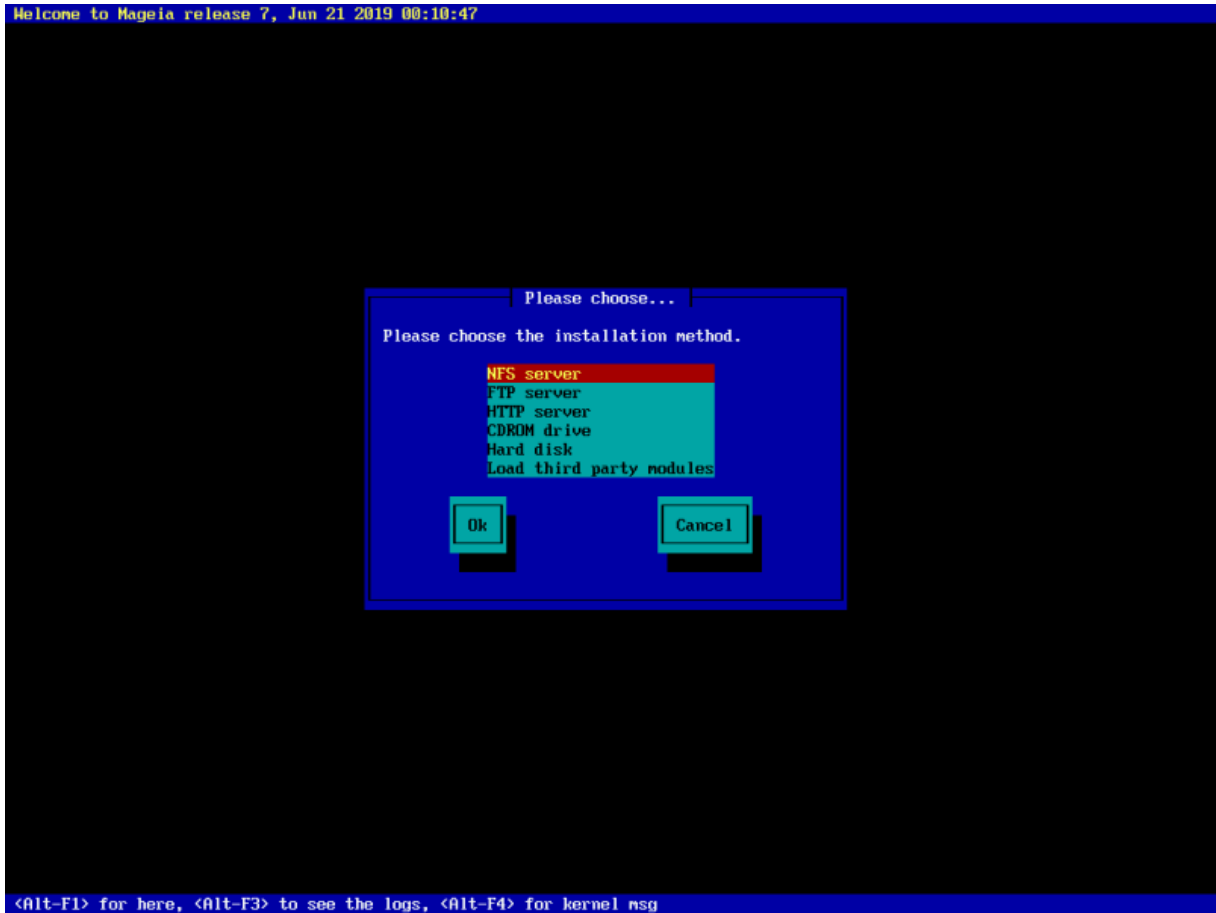 Welcome to Mageia release 7, Jun 21 2019 00:10:47
Please choose...
Please choose the installation method.
NFS server
FTP server
HTTP server
CDROM drive
Hard disk
Load third party modules
Ok Cancel
<Alt-F1> for here, <Alt-F3> to see the logs, <Alt-F4> for kernel msg